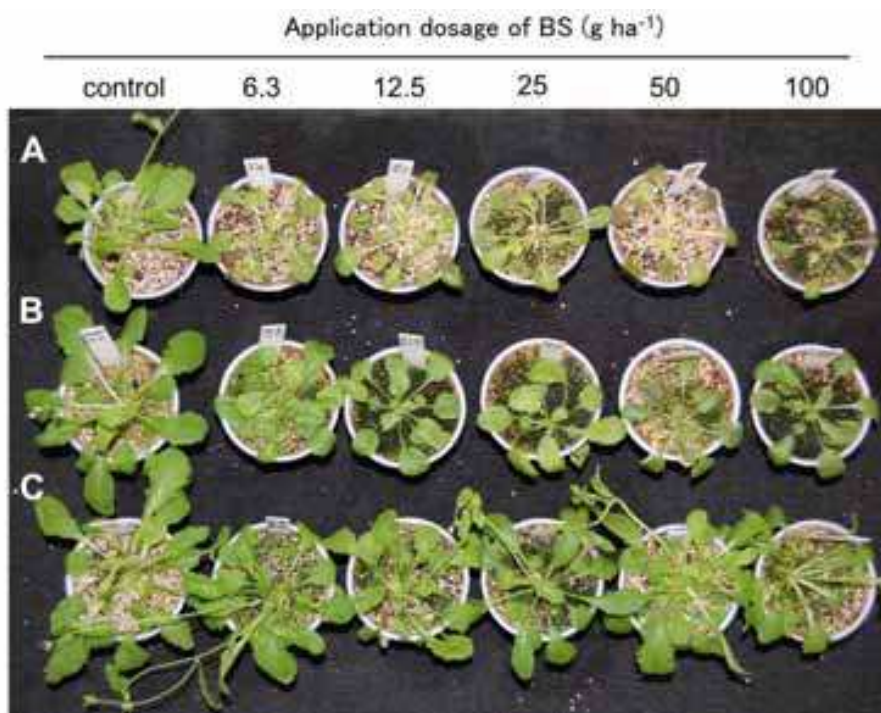 Application dosage of BS (g ha⁻¹)
control 6.3 12.5 25 50 100
A
B
C